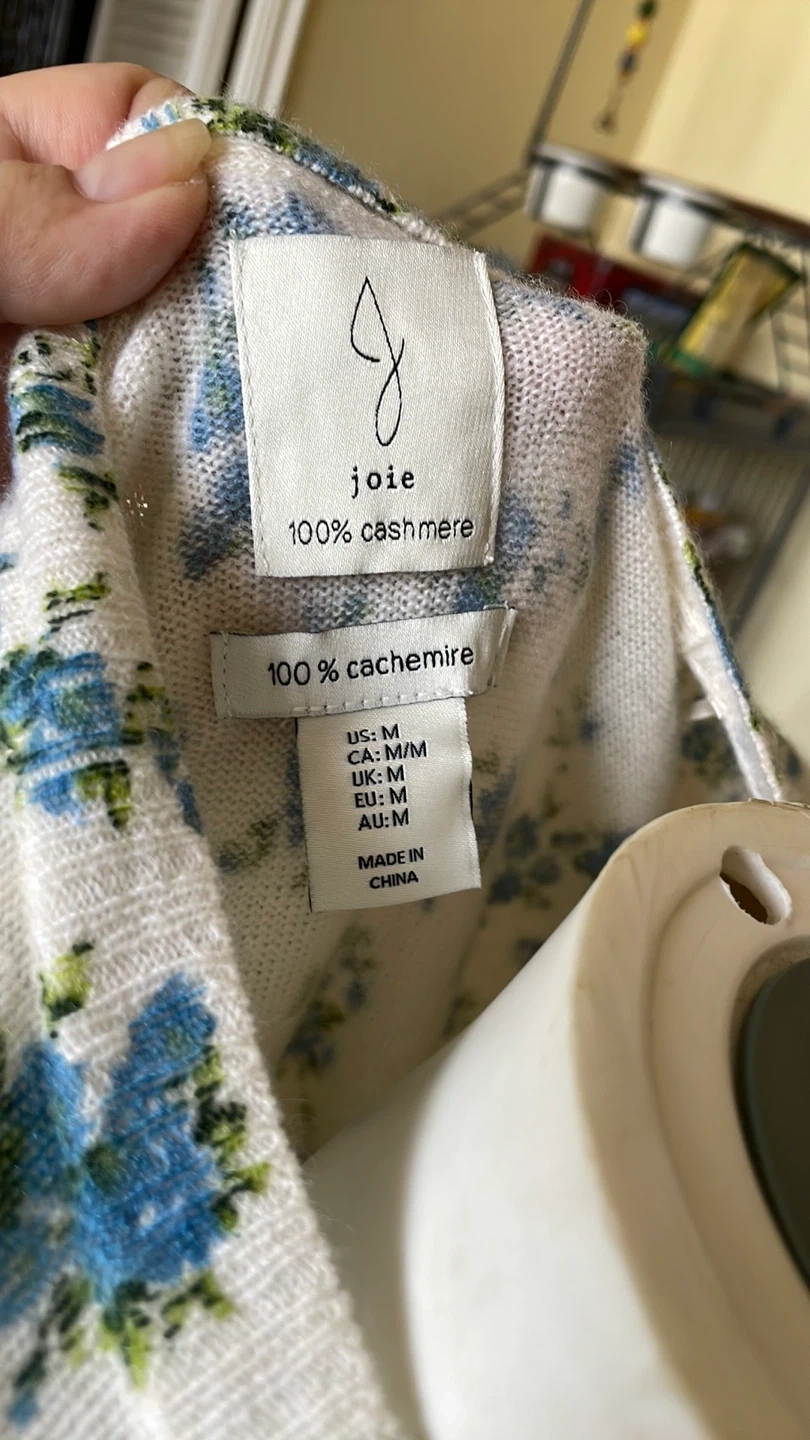 joie
100% cashmere
100 % cachemire
US: M
CA: M/M
UK: M
EU: M
AU: M
MADE IN
CHINA